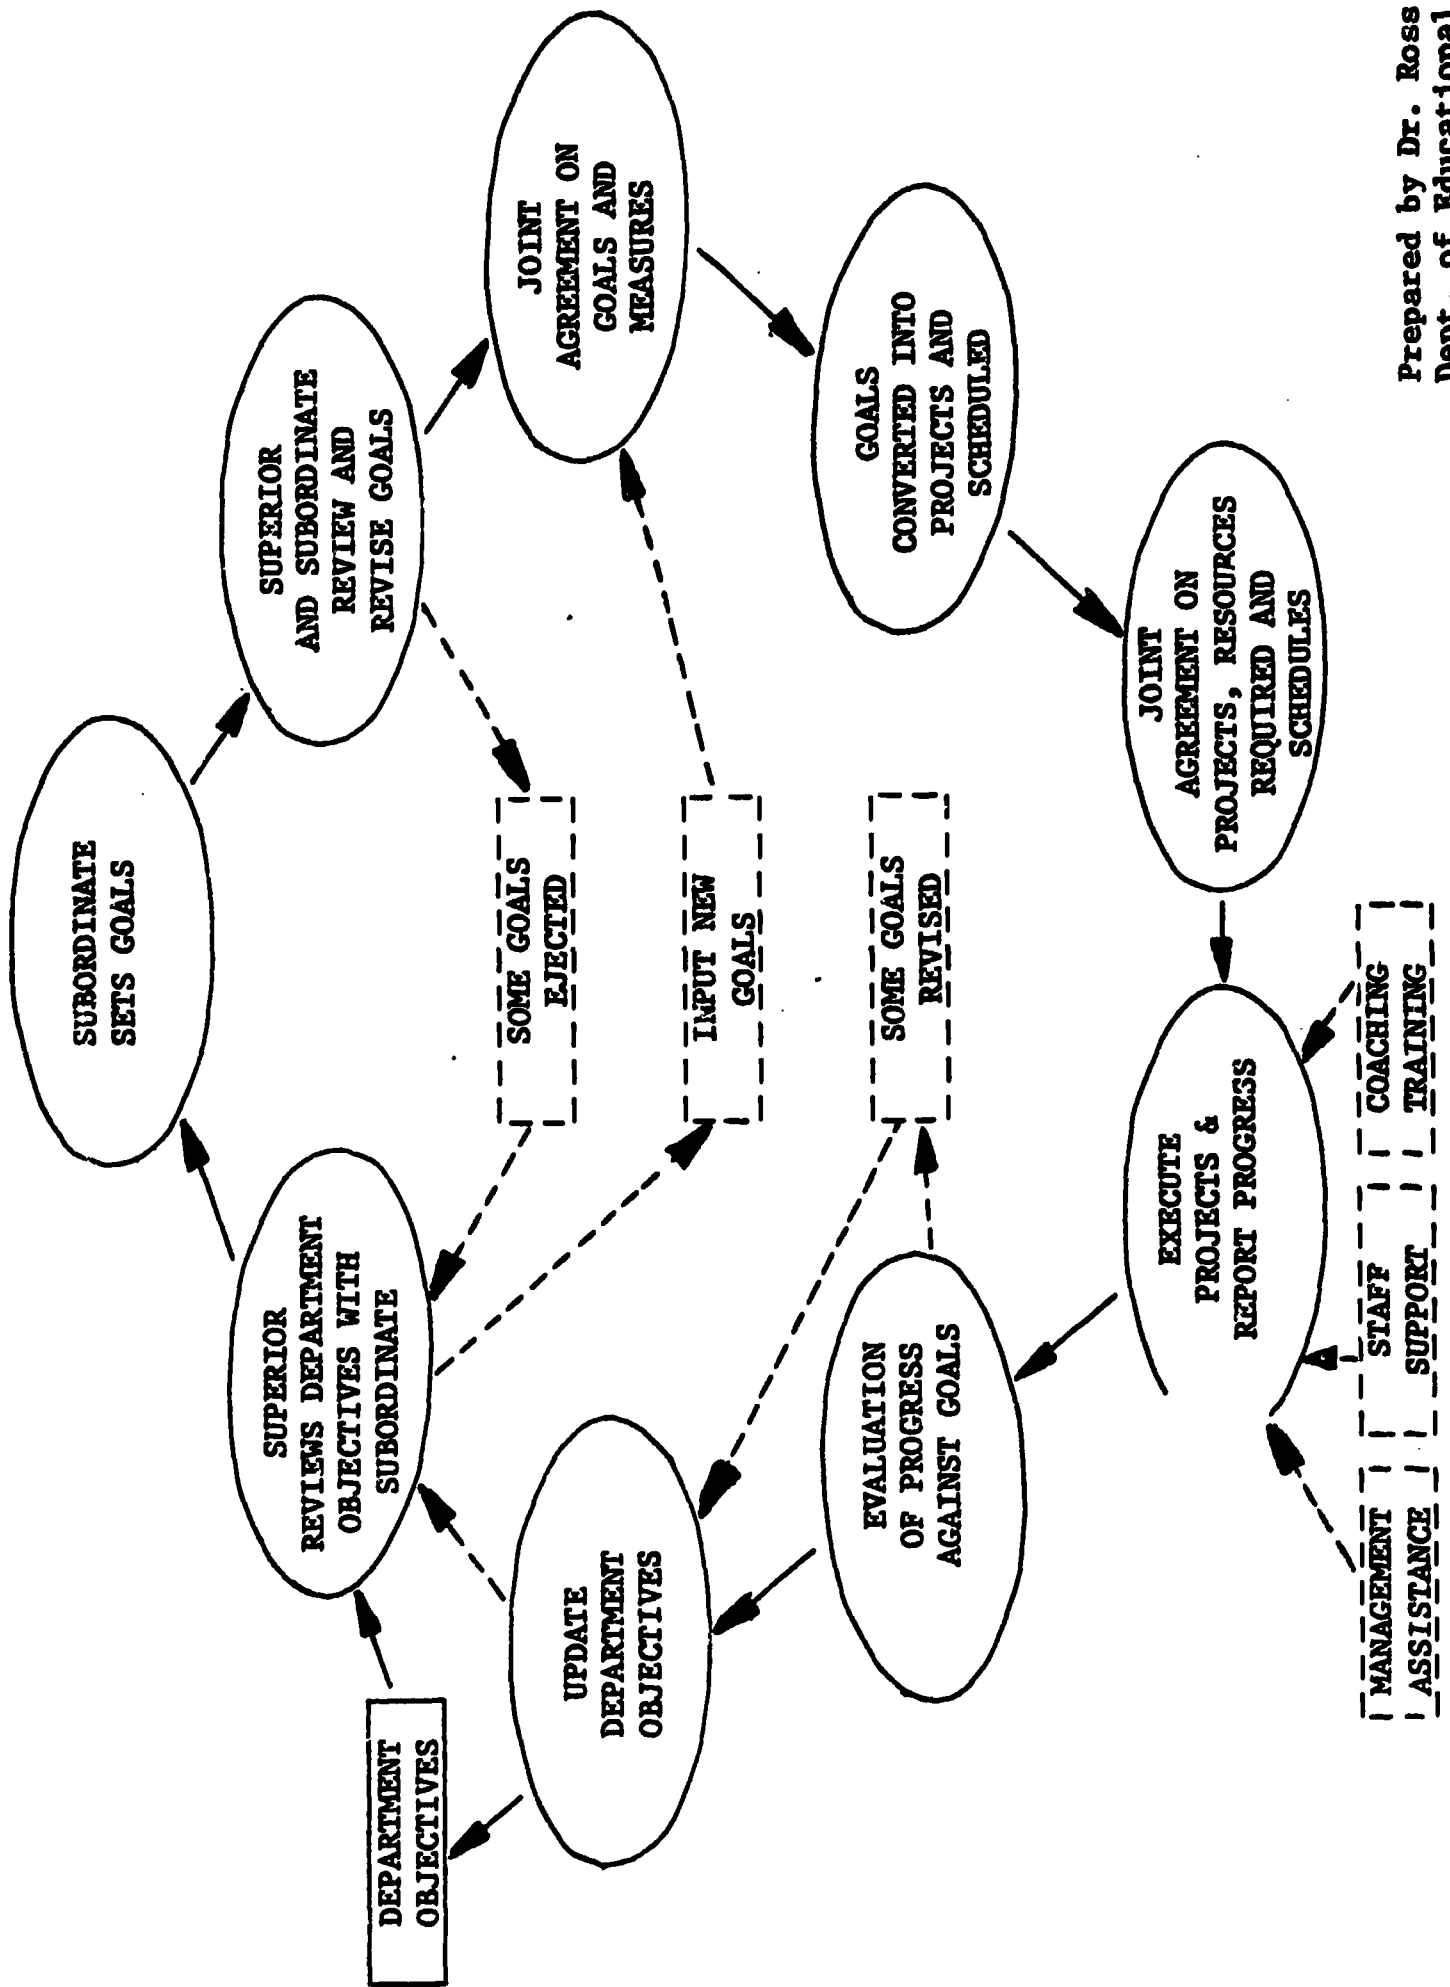 SUBORDINATE
SETS GOALS
SUPERIOR
REVIEWS DEPARTMENT
OBJECTIVES WITH
SUBORDINATE
SUPERIOR
AND SUBORDINATE
REVIEW AND
REVISE GOALS
DEPARTMENT
OBJECTIVES
SOME GOALS
EJECTED
JOINT
AGREEMENT ON
GOALS AND
MEASURES
UPDATE
DEPARTMENT
OBJECTIVES
INPUT NEW
GOALS
SOME GOALS
REVISED
GOALS
CONVERTED INTO
PROJECTS AND
SCHEDULED
EVALUATION
OF PROGRESS
AGAINST GOALS
EXECUTE
PROJECTS &
REPORT PROGRESS
JOINT
AGREEMENT ON
PROJECTS, RESOURCES
REQUIRED AND
SCHEDULES
MANAGEMENT
ASSISTANCE
STAFF
SUPPORT
COACHING
TRAINING
Prepared by Dr. Ross
Dept. of Educational